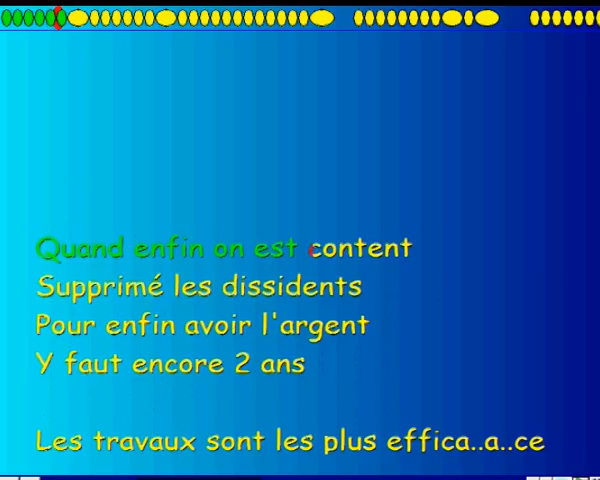 Quand enfin on est content
Supprimé les dissidents
Pour enfin avoir l'argent
Y faut encore 2 ans
Les travaux sont les plus effica..a..ce